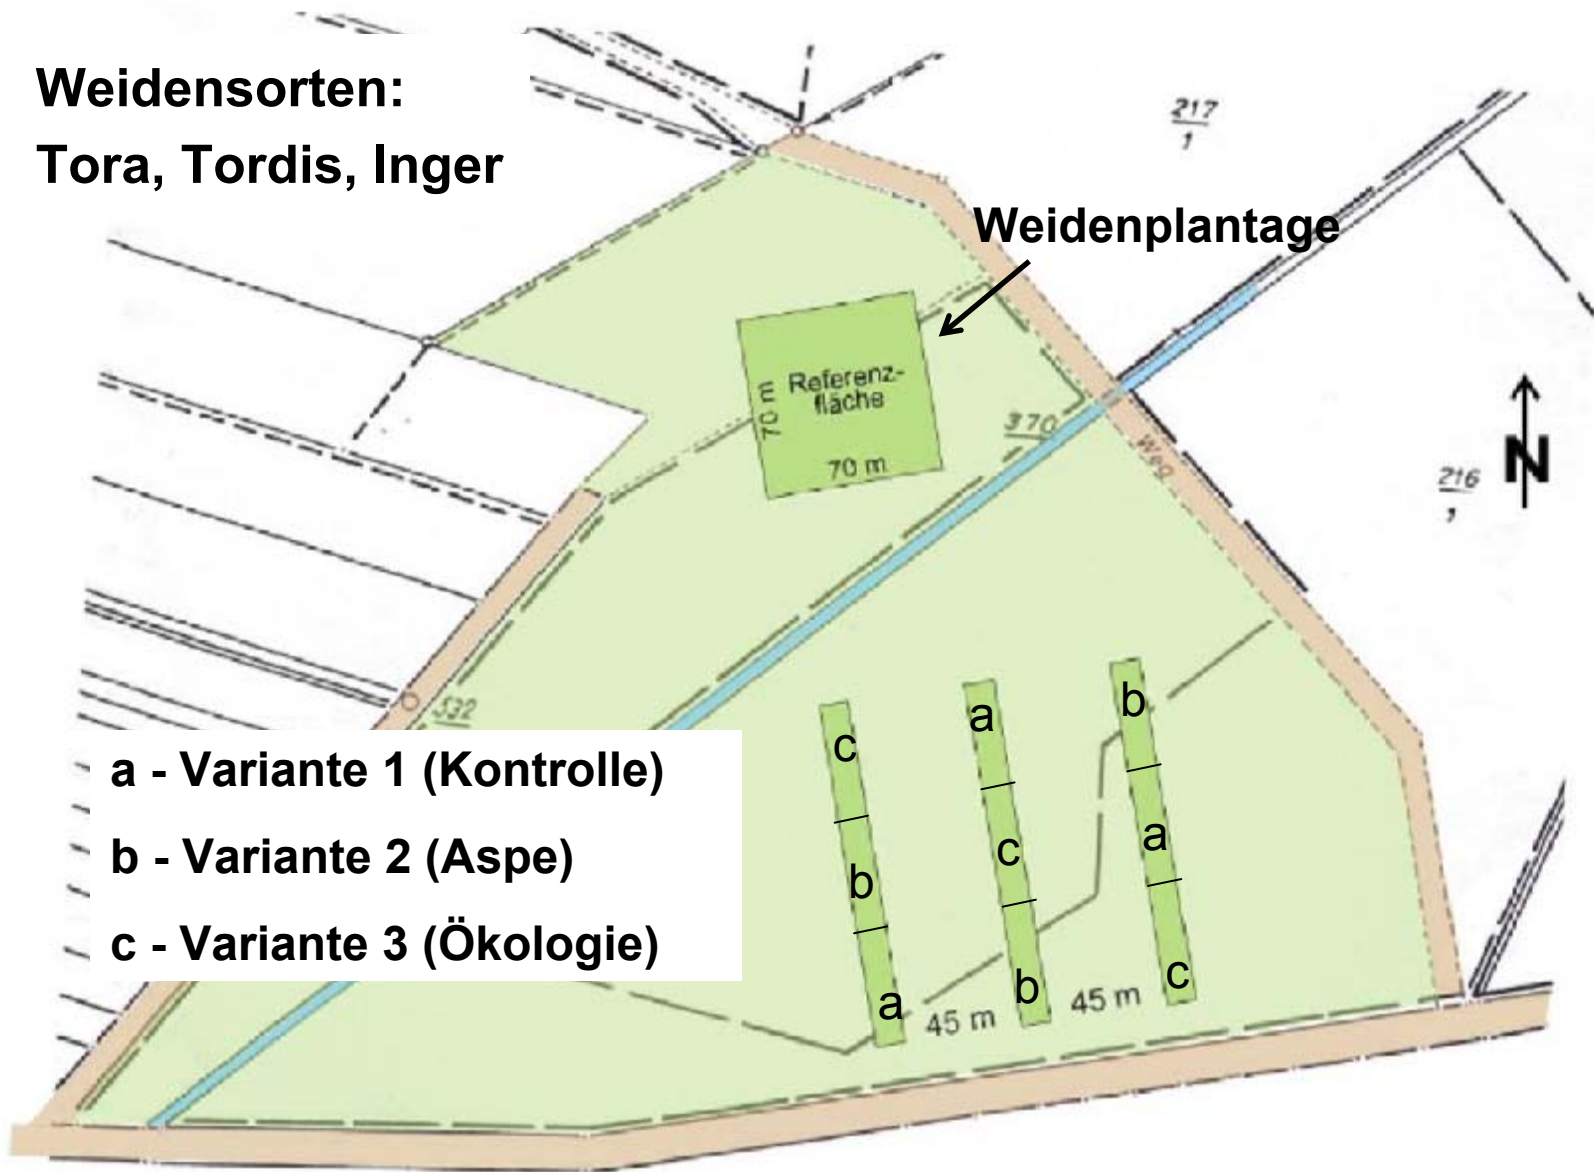 Weidensorten:
Tora, Tordis, Inger
217
1
Weidenplantage
Referenz-
fläche
70 m
70 m
370
Weg
N
216
1
532
a - Variante 1 (Kontrolle)
b - Variante 2 (Aspe)
c - Variante 3 (Ökologie)
c
b
a
a
c
b
b
a
c
45 m
45 m